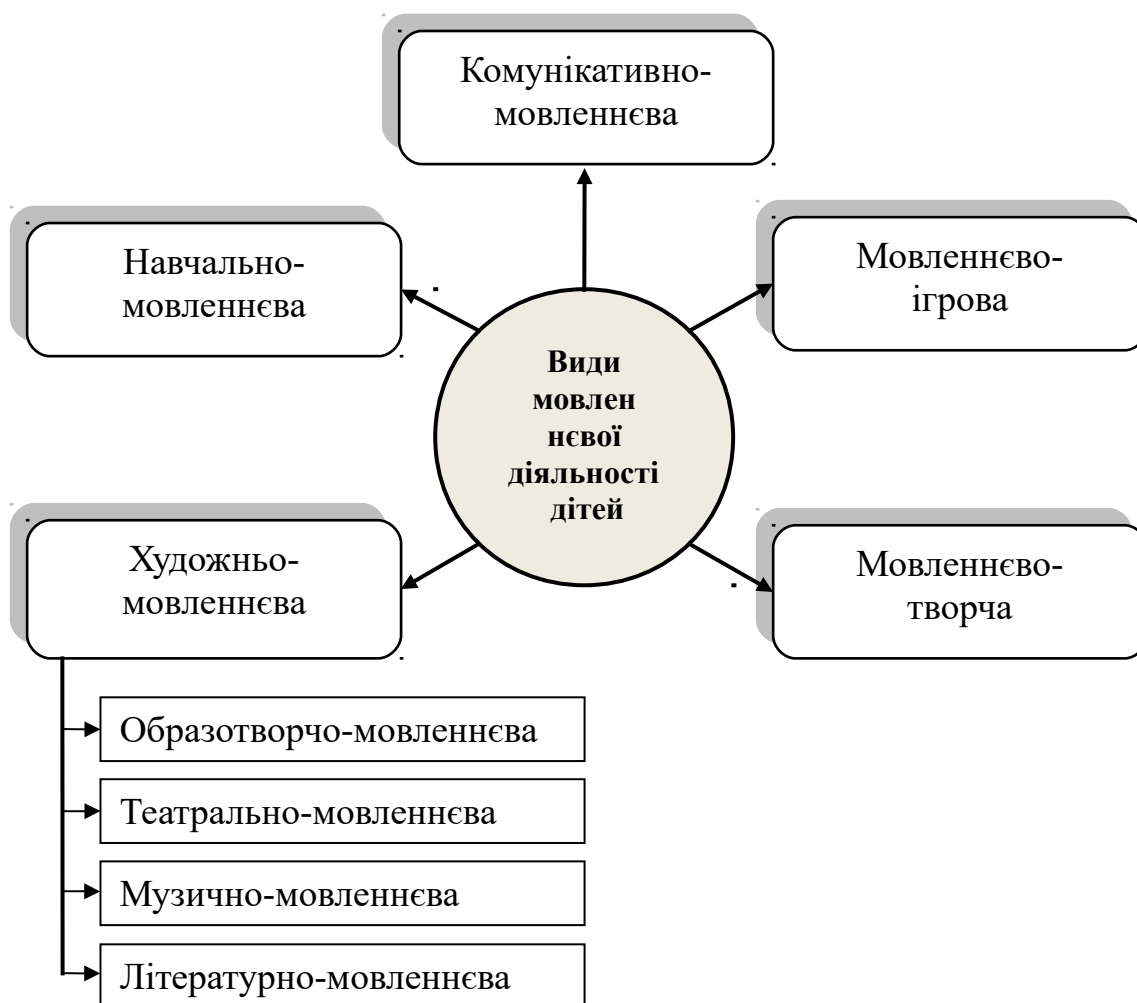 Комунікативно-
мовленнєва
Навчально-
мовленнєва
Мовленнєво-
ігрова
Види
мовлен
нєвої
діяльності
дітей
Художньо-
мовленнєва
Мовленнєво-
творча
Образотворчо-мовленнєва
Театрально-мовленнєва
Музично-мовленнєва
Літературно-мовленнєва